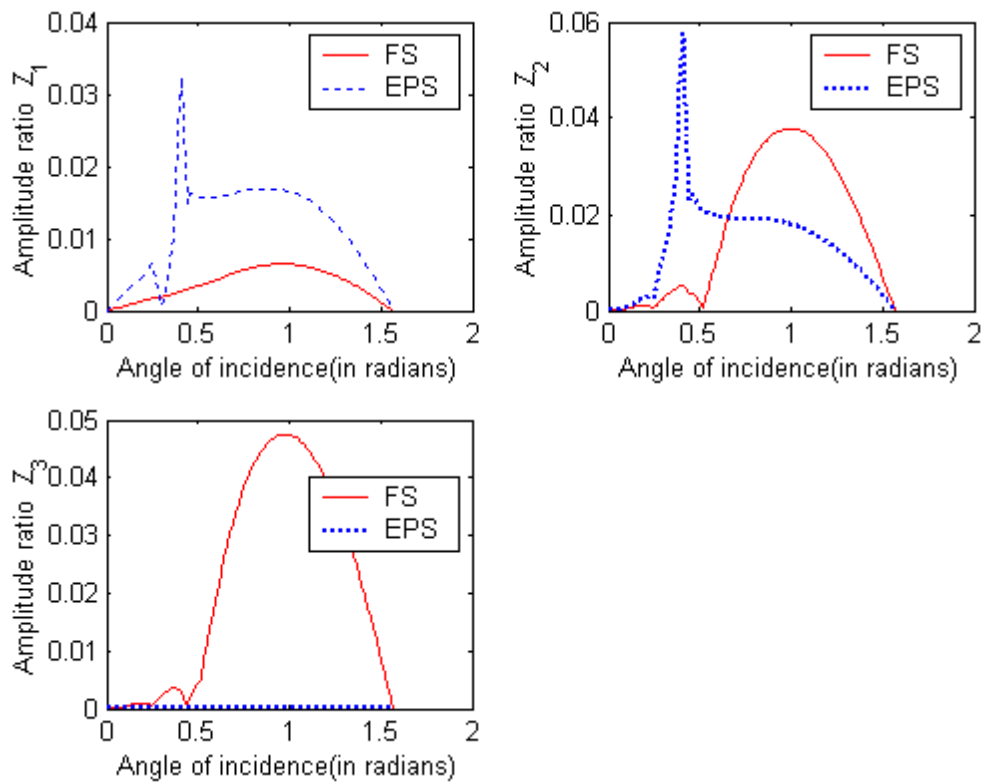 Amplitude ratio Z1
0.04
0.03
0.02
0.01
0
FS
EPS
0 0.5 1 1.5 2
Angle of incidence(in radians)
Amplitude ratio Z2
0.06
0.04
0.02
0
FS
EPS
0 0.5 1 1.5 2
Angle of incidence(in radians)
Amplitude ratio Z3
0.05
0.04
0.03
0.02
0.01
0
FS
EPS
0 0.5 1 1.5 2
Angle of incidence(in radians)